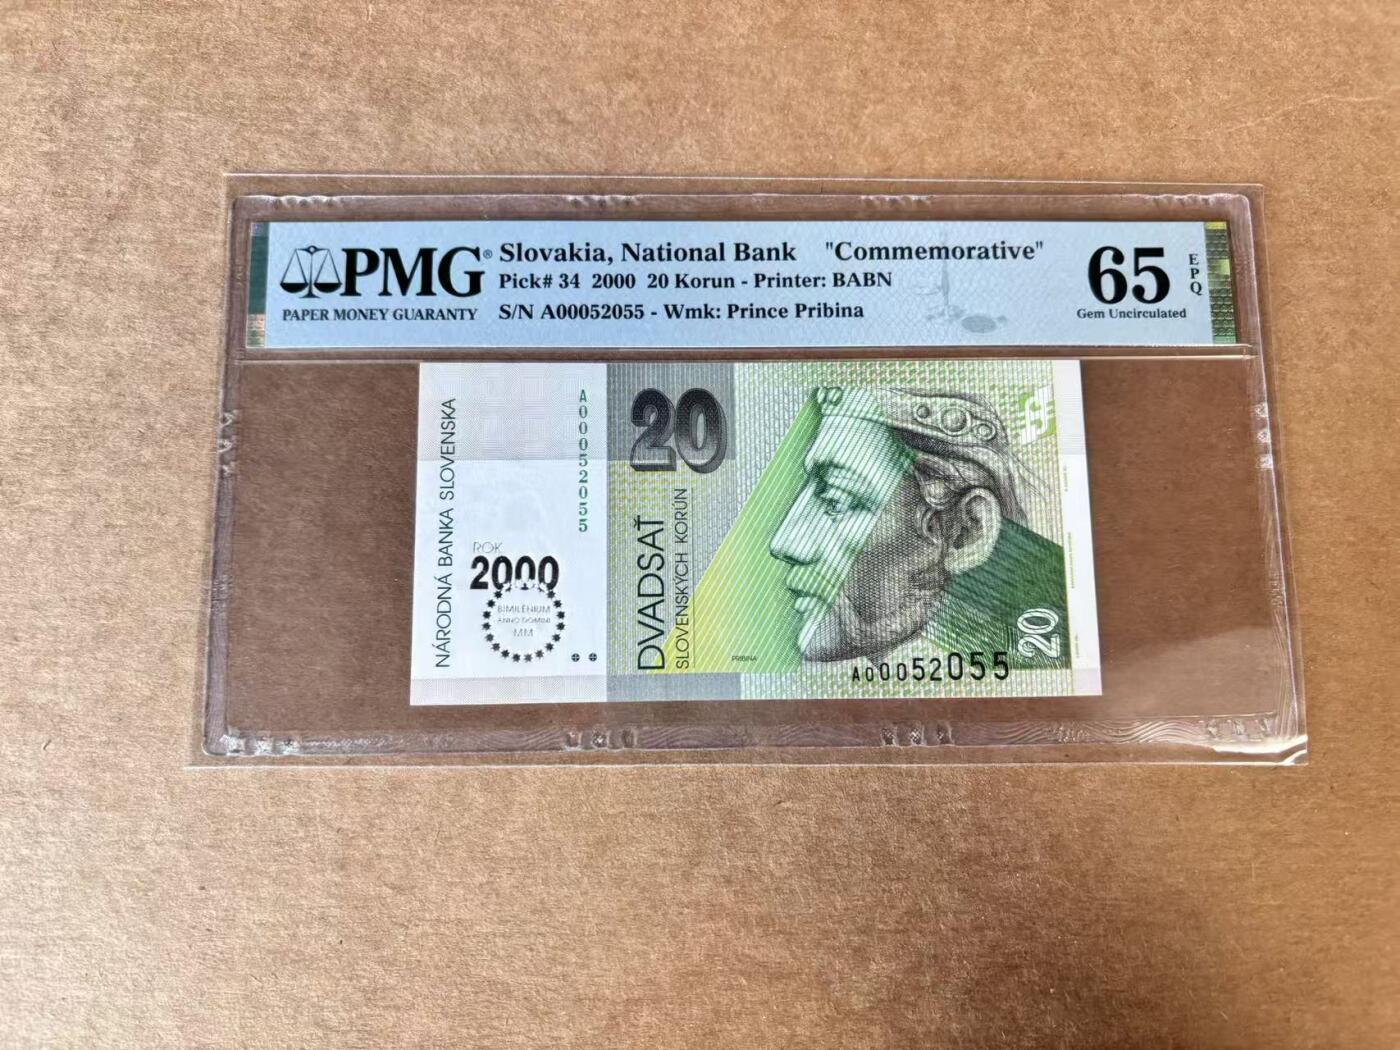 PMG®
PAPER MONEY GUARANTY
Slovakia, National Bank "Commemorative"
Pick# 34 2000 20 Korun - Printer: BABN
S/N A00052055 - Wmk: Prince Pribina
65
EPQ
Gem Uncirculated
NÁRODNÁ BANKA SLOVENSKA
ROK
2000
BIMILÉNIUM
ANNO DOMINI
MM
A00052055
20
DVADSAŤ
SLOVENSKÝCH KORÚN
PRIBINA
A00052055
20